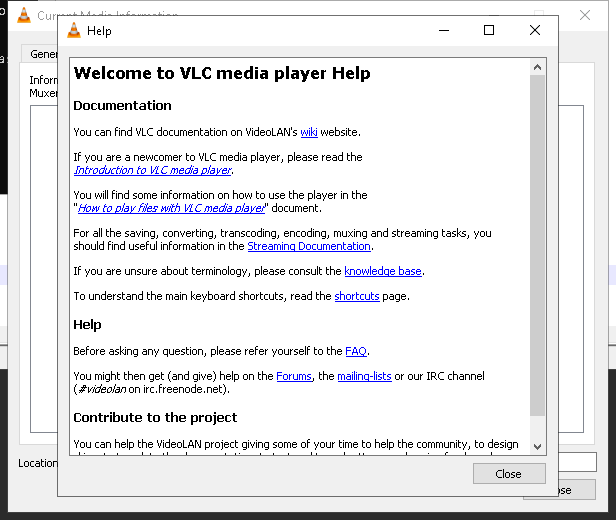 Current Media Information
Help
Gener
Inform
Muxer
Welcome to VLC media player Help
Documentation
You can find VLC documentation on VideoLAN's wiki website.
If you are a newcomer to VLC media player, please read the
Introduction to VLC media player.
You will find some information on how to use the player in the
"How to play files with VLC media player" document.
For all the saving, converting, transcoding, encoding, muxing and streaming tasks, you
should find useful information in the Streaming Documentation.
If you are unsure about terminology, please consult the knowledge base.
To understand the main keyboard shortcuts, read the shortcuts page.
Help
Before asking any question, please refer yourself to the FAQ.
You might then get (and give) help on the Forums, the mailing-lists or our IRC channel
(#videolan on irc.freenode.net).
Contribute to the project
You can help the VideoLAN project giving some of your time to help the community, to design
Location
Close
ose